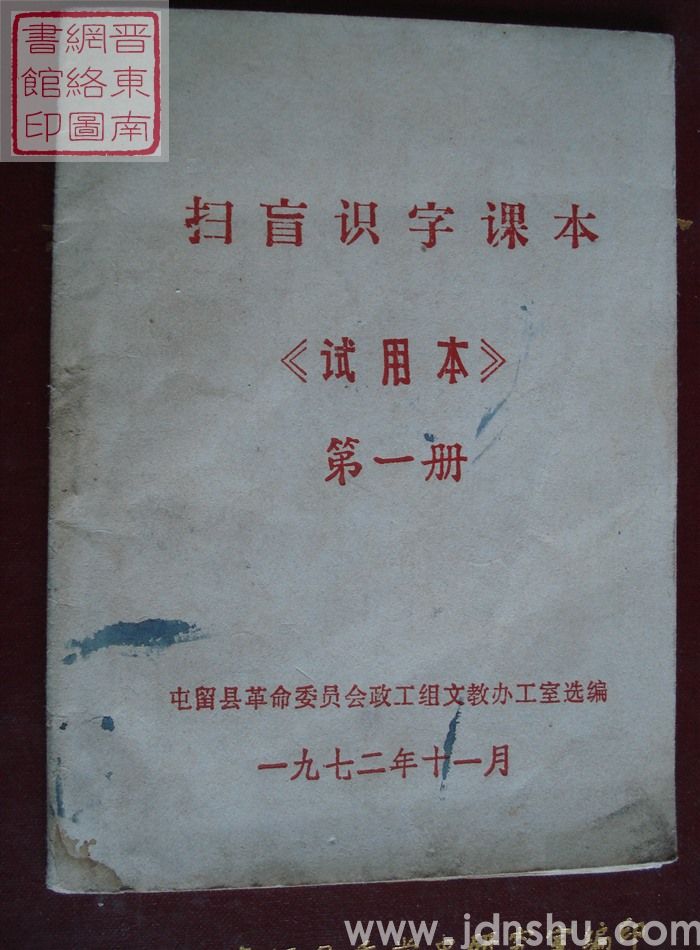 晋東南
網絡圖
書館印
扫盲识字课本
《试用本》
第一册
屯留县革命委员会政工组文教办工室选编
一九七二年十一月
www.jdnshu.com